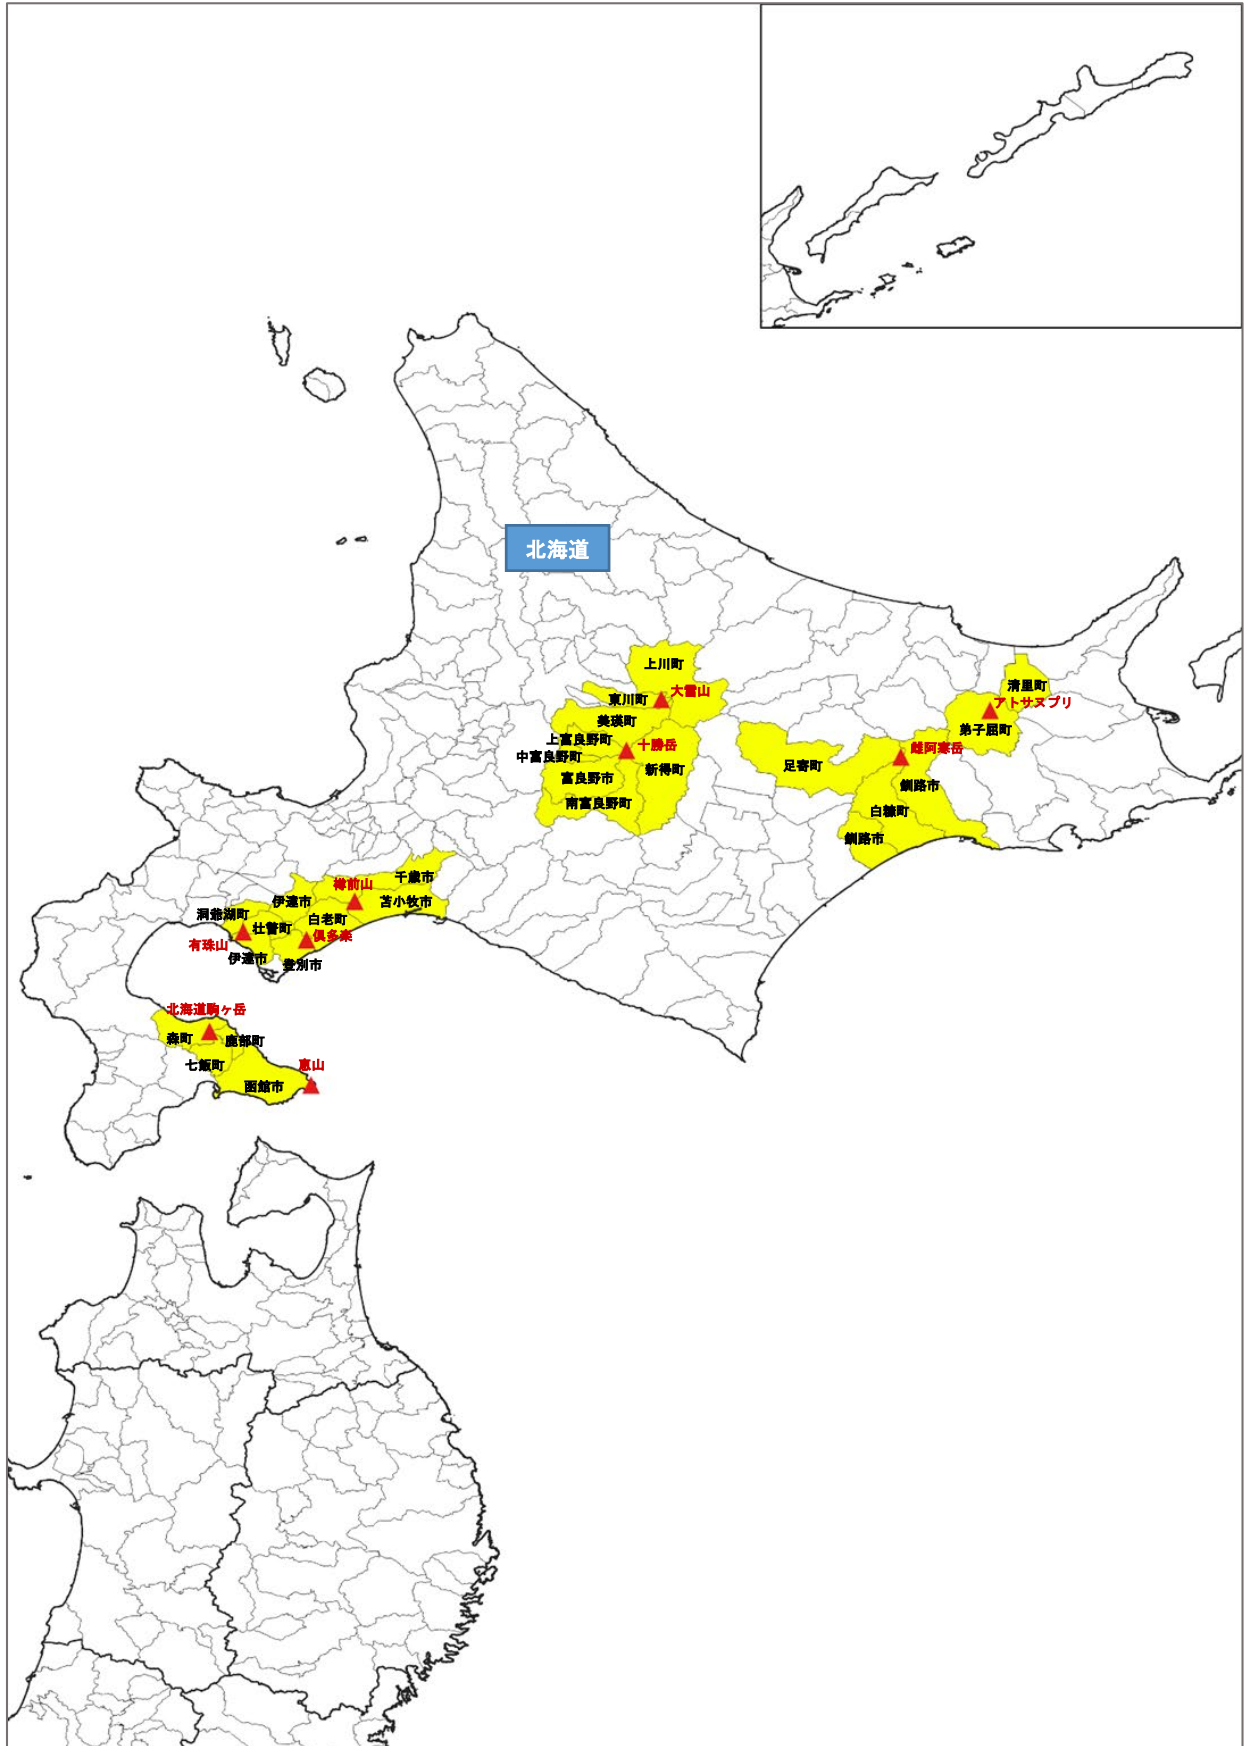 北海道
上川町
大雪山
東川町
美瑛町
上富良野町
十勝岳
中富良野町
新得町
富良野市
南富良野町
清里町
アトサヌプリ
弟子屈町
雌阿寒岳
足寄町
釧路市
白糠町
釧路市
千歳市
樽前山
伊達市
苫小牧市
洞爺湖町
白老町
壮瞥町
倶多楽
有珠山
伊達市
登別市
北海道駒ヶ岳
森町
鹿部町
七飯町
恵山
函館市